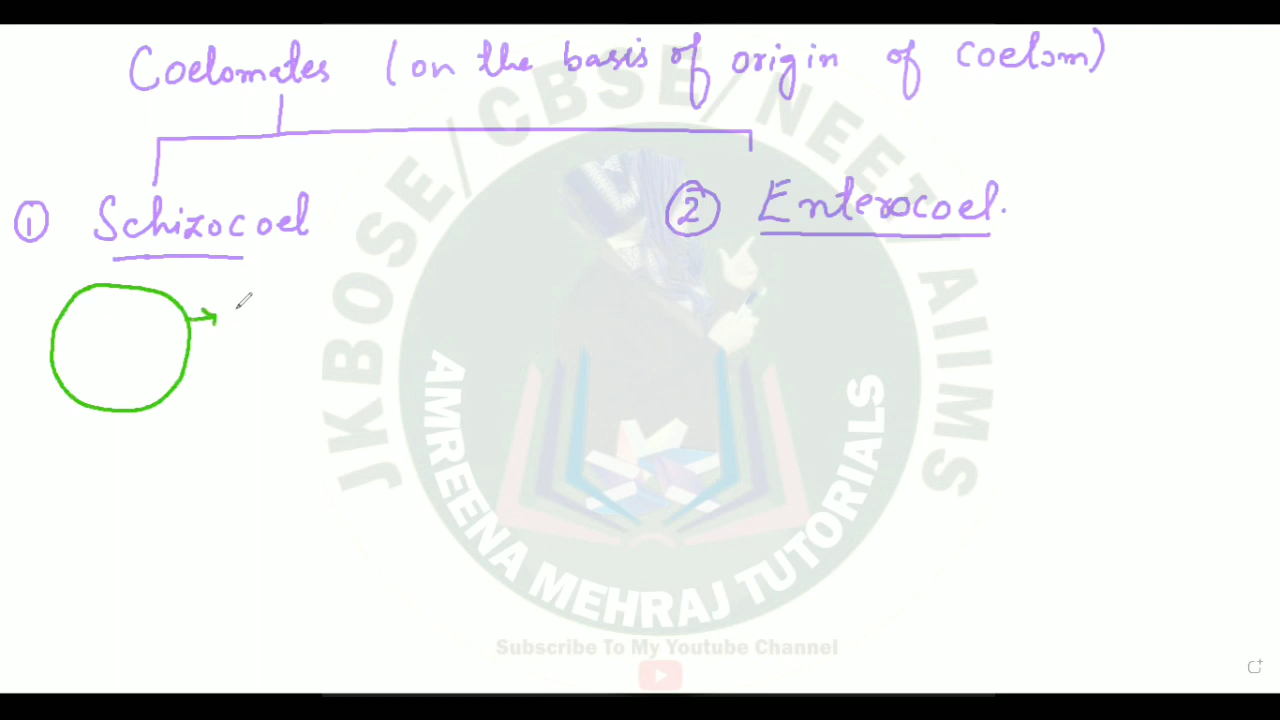 Coelomates (on the basis of origin of coelom)
① Schizocoel
② Enterocoel.
JKBOSE/CBSE/NEET/AIIMS
AMREENA MEHRAJ TUTORIALS
Subscribe To My Youtube Channel